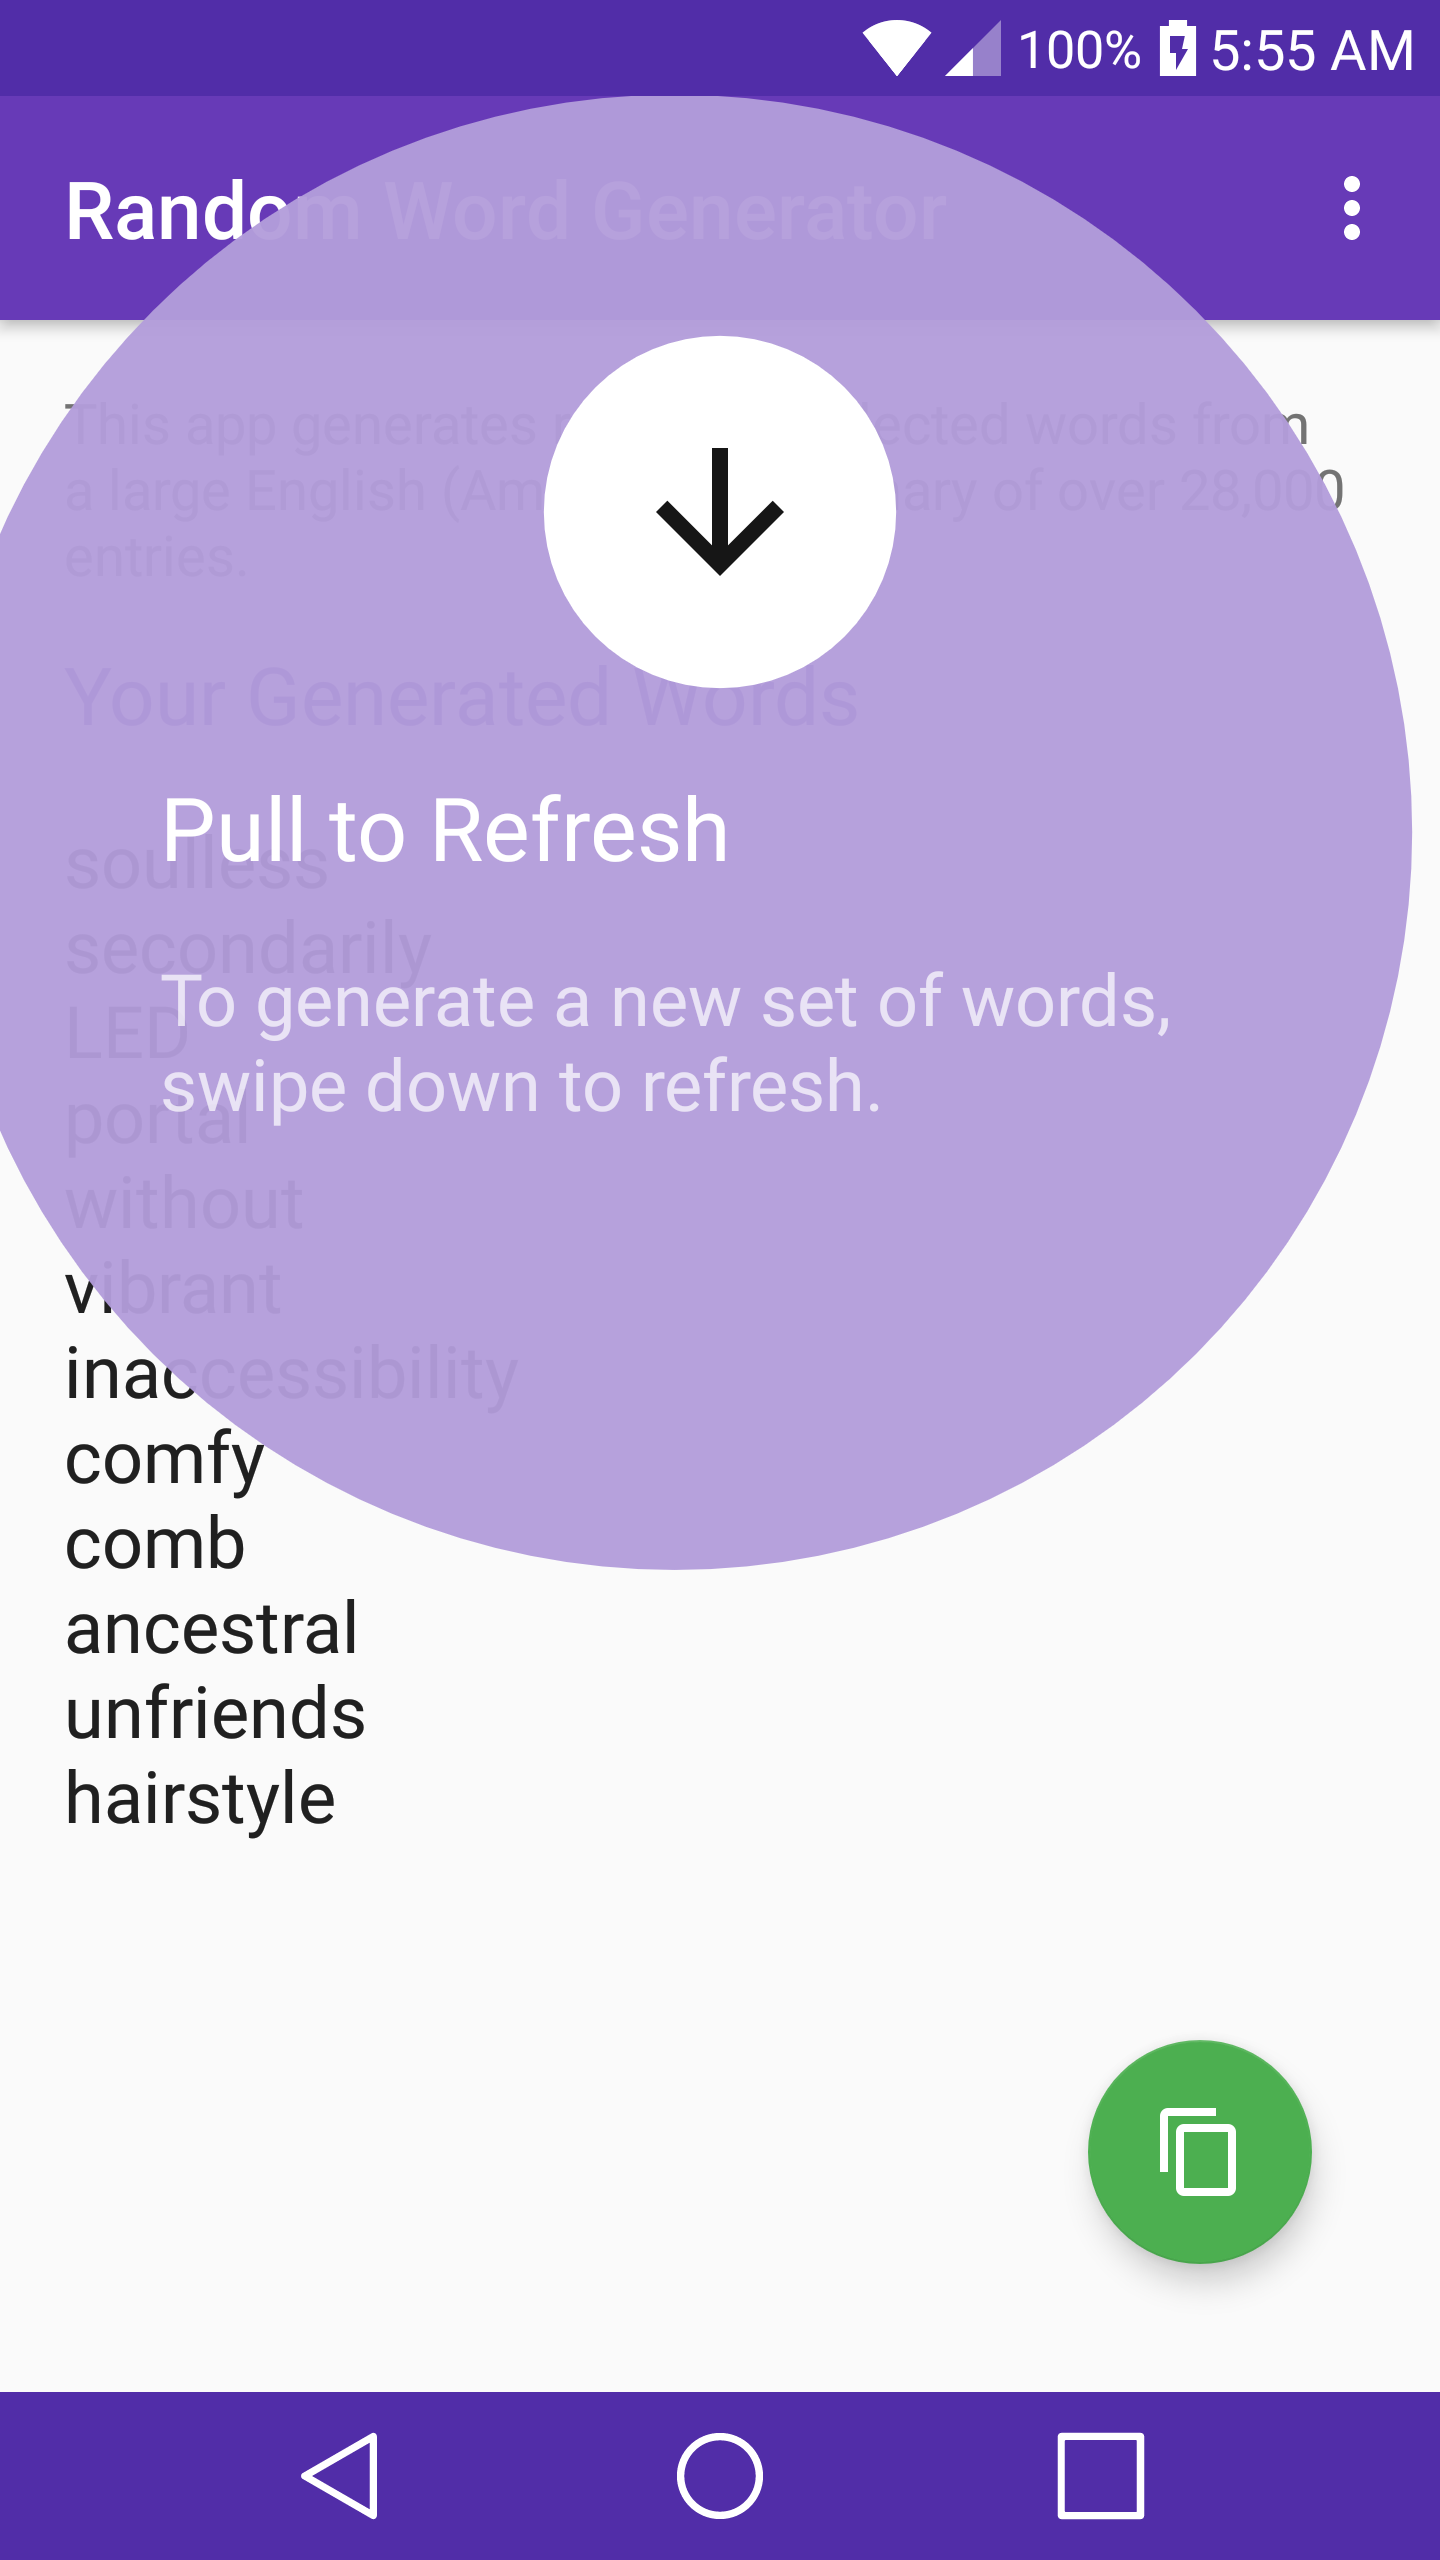 100% 5:55 AM
Random Word Generator
This app generates ected words from
a large English (Am ary of over 28,000
entries.
Your Generated Words
Pull to Refresh
soulless
secondarily
To generate a new set of words,
LED
swipe down to refresh.
portal
without
vibrant
inaccessibility
comfy
comb
ancestral
unfriends
hairstyle